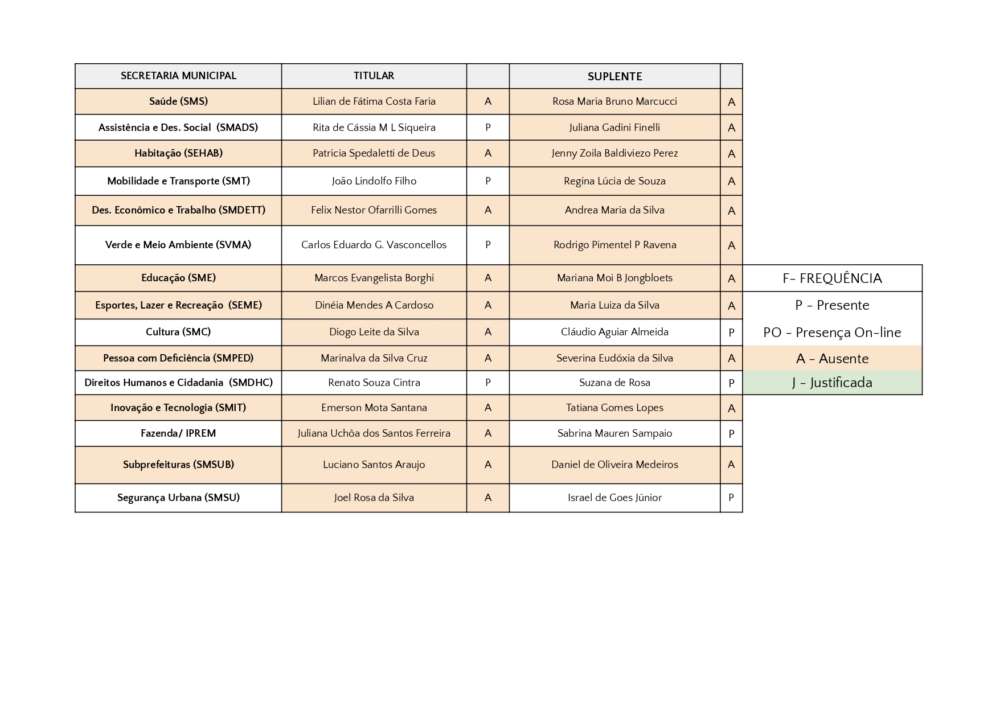 SECRETARIA MUNICIPAL TITULAR SUPLENTE
Saúde (SMS) Lilian de Fátima Costa Faria A Rosa Maria Bruno Marcucci A
Assistência e Des. Social (SMADS) Rita de Cássia M L Siqueira P Juliana Gadini Finelli A
Habitação (SEHAB) Patricia Spedaletti de Deus A Jenny Zoila Baldiviezo Perez A
Mobilidade e Transporte (SMT) João Lindolfo Filho P Regina Lúcia de Souza A
Des. Econômico e Trabalho (SMDETT) Felix Nestor Ofarrilli Gomes A Andrea Maria da Silva A
Verde e Meio Ambiente (SVMA) Carlos Eduardo G. Vasconcellos P Rodrigo Pimentel P Ravena A
Educação (SME) Marcos Evangelista Borghi A Mariana Moi B Jongbloets A F- FREQUÊNCIA
Esportes, Lazer e Recreação (SEME) Dinéia Mendes A Cardoso A Maria Luiza da Silva A P - Presente
Cultura (SMC) Diogo Leite da Silva A Cláudio Aguiar Almeida P PO - Presença On-line
Pessoa com Deficiência (SMPED) Marinalva da Silva Cruz A Severina Eudóxia da Silva A A - Ausente
Direitos Humanos e Cidadania (SMDHC) Renato Souza Cintra P Suzana de Rosa P J - Justificada
Inovação e Tecnologia (SMIT) Emerson Mota Santana A Tatiana Gomes Lopes A
Fazenda/ IPREM Juliana Uchôa dos Santos Ferreira A Sabrina Mauren Sampaio P
Subprefeituras (SMSUB) Luciano Santos Araujo A Daniel de Oliveira Medeiros A
Segurança Urbana (SMSU) Joel Rosa da Silva A Israel de Goes Júnior P